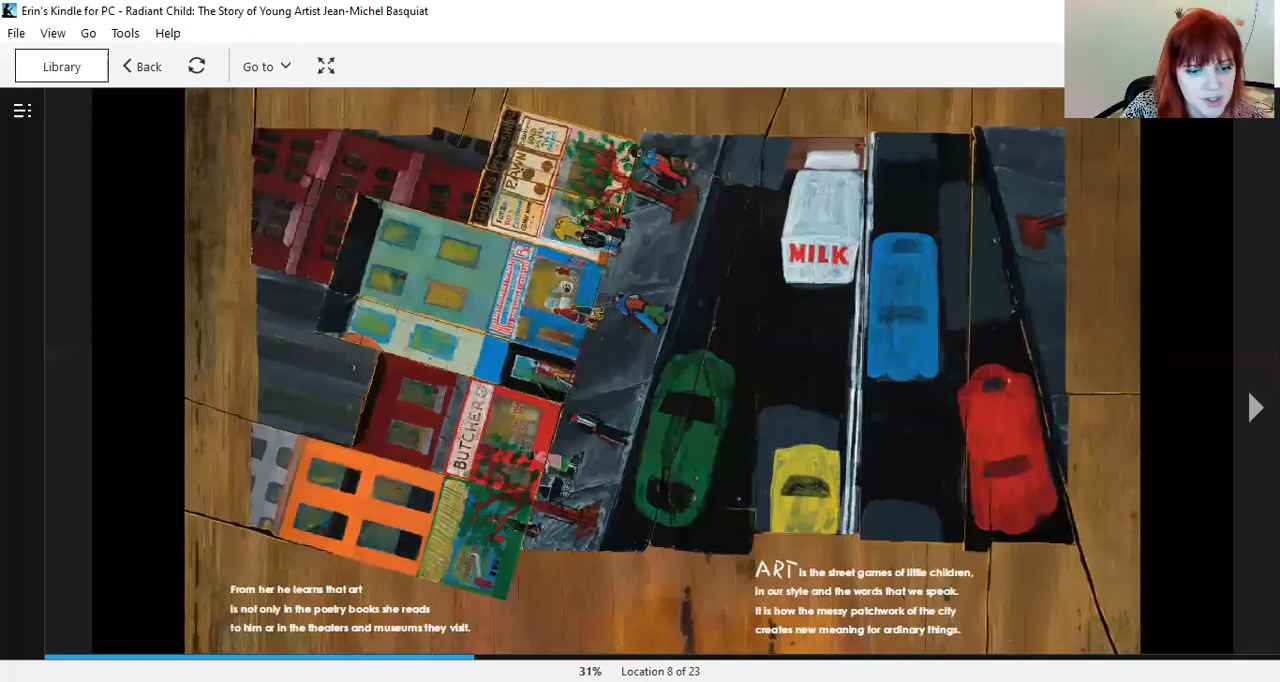 Erin's Kindle for PC - Radiant Child: The Story of Young Artist Jean-Michel Basquiat
File View Go Tools Help
Library Back Go to
PAWN
MILK
BUTCHER
From her he learns that art
is not only in the poetry books she reads
to him or in the theaters and museums they visit.
ART is the street games of little children,
in our style and the words that we speak.
It is how the messy patchwork of the city
creates new meaning for ordinary things.
31% Location 8 of 23